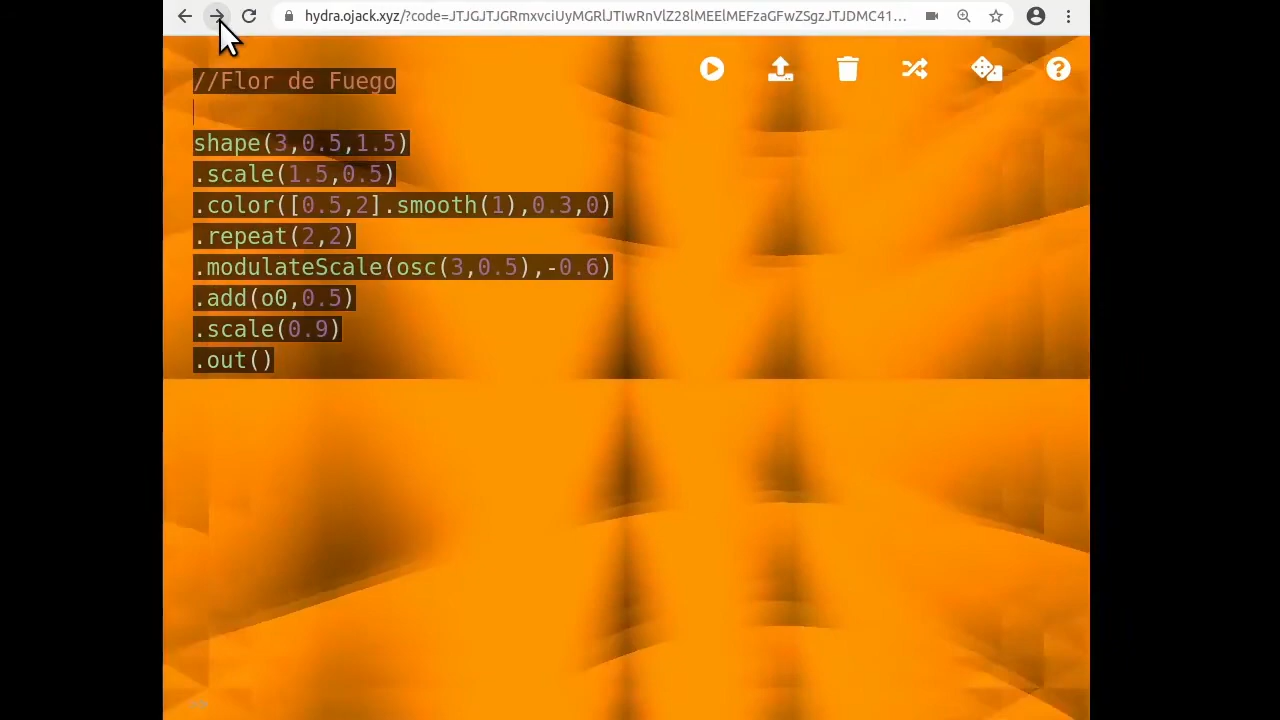 hydra.ojack.xyz/?code=JTJGJTJGRmxvciUyMGRlJTIwRnVlZ28lMEElMEFzaGFwZSgzJTJDMC41...
//Flor de Fuego
shape(3,0.5,1.5)
.scale(1.5,0.5)
.color([0.5,2].smooth(1),0.3,0)
.repeat(2,2)
.modulateScale(osc(3,0.5),-0.6)
.add(o0,0.5)
.scale(0.9)
.out()